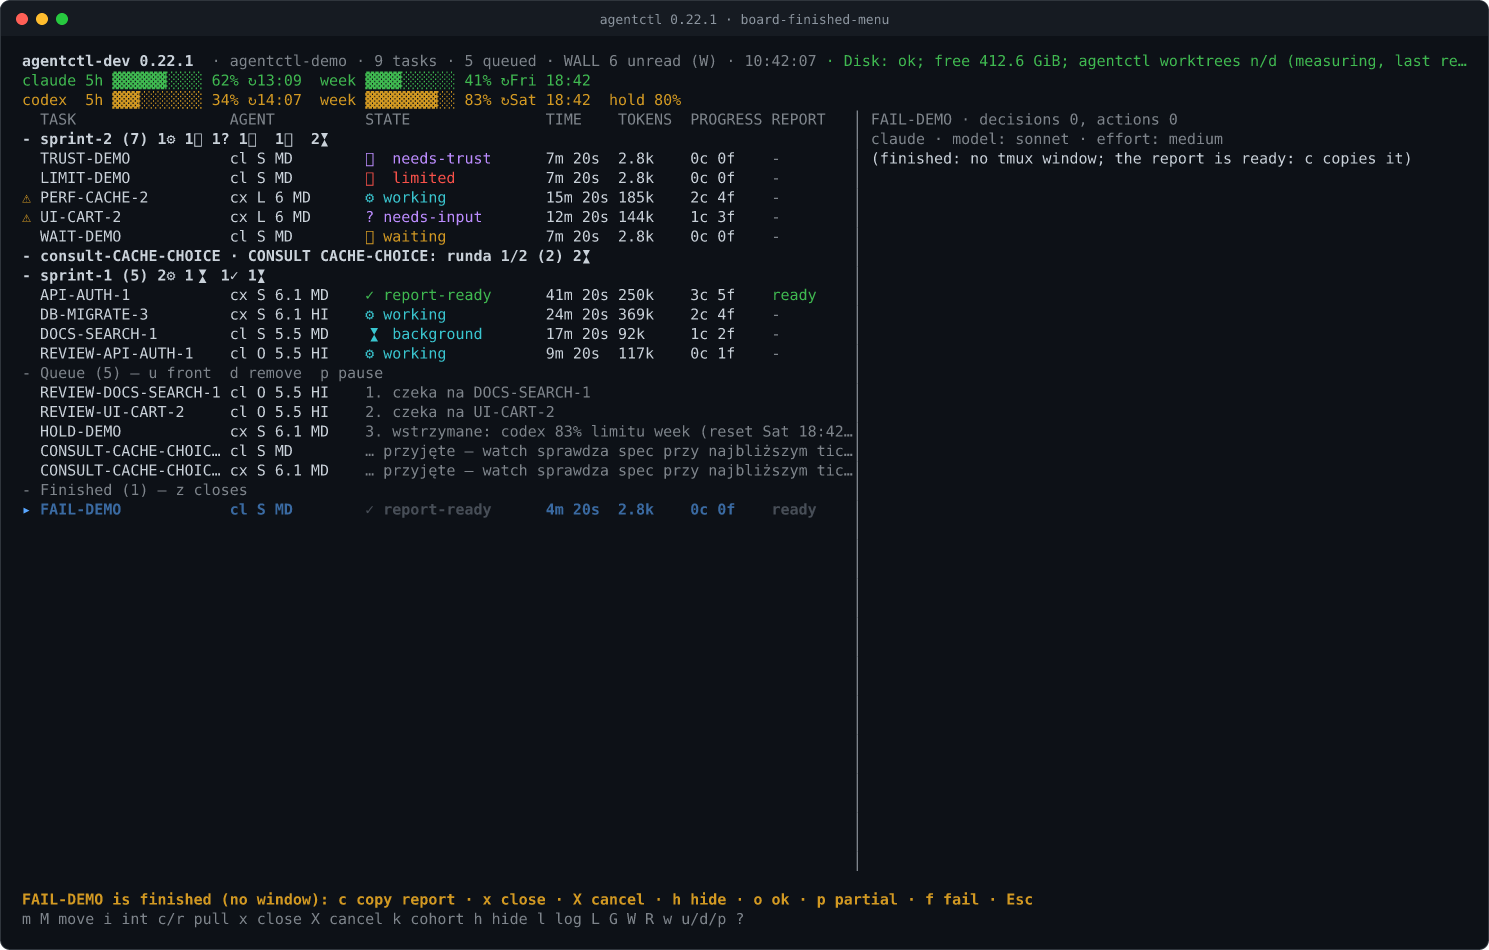 agentctl 0.22.1 · board-finished-menu
agentctl-dev 0.22.1 · agentctl-demo · 9 tasks · 5 queued · WALL 6 unread (W) · 10:42:07 · Disk: ok; free 412.6 GiB; agentctl worktrees n/d (measuring, last re…
claude 5h ▓▓▓▓▓▓░░░░ 62% ↻13:09 week ▓▓▓▓░░░░░░ 41% ↻Fri 18:42
codex 5h ▓▓▓░░░░░░░ 34% ↻14:07 week ▓▓▓▓▓▓▓▓░░ 83% ↻Sat 18:42 hold 80%
TASK AGENT STATE TIME TOKENS PROGRESS REPORT
- sprint-2 (7) 1⚙ 1▯ 1? 1▯ 1▯ 2⧗
TRUST-DEMO cl S MD ▯ needs-trust 7m 20s 2.8k 0c 0f -
LIMIT-DEMO cl S MD ▯ limited 7m 20s 2.8k 0c 0f -
⚠ PERF-CACHE-2 cx L 6 MD ⚙ working 15m 20s 185k 2c 4f -
⚠ UI-CART-2 cx L 6 MD ? needs-input 12m 20s 144k 1c 3f -
WAIT-DEMO cl S MD ▯ waiting 7m 20s 2.8k 0c 0f -
- consult-CACHE-CHOICE · CONSULT CACHE-CHOICE: runda 1/2 (2) 2⧗
- sprint-1 (5) 2⚙ 1⧗ 1✓ 1⧗
API-AUTH-1 cx S 6.1 MD ✓ report-ready 41m 20s 250k 3c 5f ready
DB-MIGRATE-3 cx S 6.1 HI ⚙ working 24m 20s 369k 2c 4f -
DOCS-SEARCH-1 cl S 5.5 MD ⧗ background 17m 20s 92k 1c 2f -
REVIEW-API-AUTH-1 cl O 5.5 HI ⚙ working 9m 20s 117k 0c 1f -
- Queue (5) — u front d remove p pause
REVIEW-DOCS-SEARCH-1 cl O 5.5 HI 1. czeka na DOCS-SEARCH-1
REVIEW-UI-CART-2 cl O 5.5 HI 2. czeka na UI-CART-2
HOLD-DEMO cx S 6.1 MD 3. wstrzymane: codex 83% limitu week (reset Sat 18:42…
CONSULT-CACHE-CHOIC… cl S MD … przyjęte — watch sprawdza spec przy najbliższym tic…
CONSULT-CACHE-CHOIC… cx S 6.1 MD … przyjęte — watch sprawdza spec przy najbliższym tic…
- Finished (1) — z closes
▸ FAIL-DEMO cl S MD ✓ report-ready 4m 20s 2.8k 0c 0f ready
FAIL-DEMO · decisions 0, actions 0
claude · model: sonnet · effort: medium
(finished: no tmux window; the report is ready: c copies it)
FAIL-DEMO is finished (no window): c copy report · x close · X cancel · h hide · o ok · p partial · f fail · Esc
m M move i int c/r pull x close X cancel k cohort h hide l log L G W R w u/d/p ?